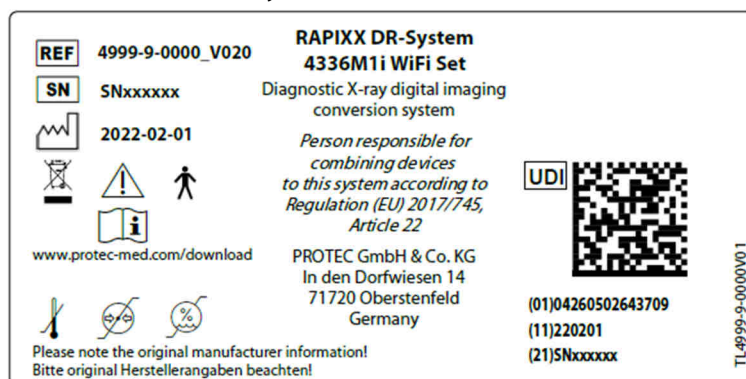 REF 4999-9-0000_V020
SN SNxxxxxx
2022-02-01
www.protec-med.com/download
%
Please note the original manufacturer information!
Bitte original Herstellerangaben beachten!
RAPIXX DR-System
4336M1i WiFi Set
Diagnostic X-ray digital imaging
conversion system
Person responsible for
combining devices
to this system according to
Regulation (EU) 2017/745,
Article 22
PROTEC GmbH & Co. KG
In den Dorfwiesen 14
71720 Oberstenfeld
Germany
UDI
(01)04260502643709
(11)220201
(21)SNxxxxxx
TL4999-9-0000V01